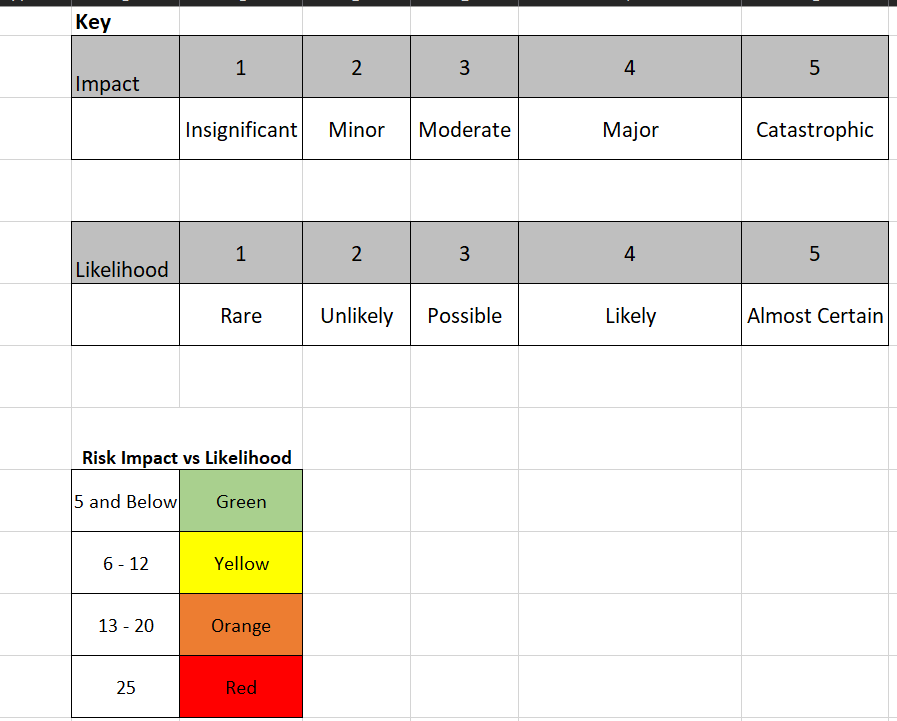 Key
Impact 1 2 3 4 5
Insignificant Minor Moderate Major Catastrophic
Likelihood 1 2 3 4 5
Rare Unlikely Possible Likely Almost Certain
Risk Impact vs Likelihood
5 and Below Green
6 - 12 Yellow
13 - 20 Orange
25 Red